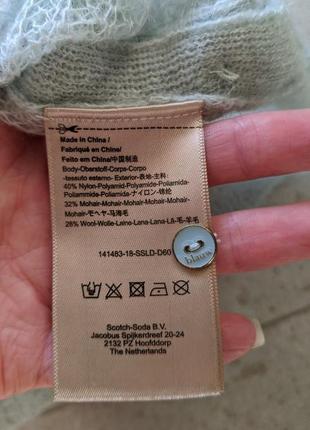 Made in China/
Fabriqué en China/
Feito em China/中国制造
Body-Oberstoff-Corps-Corpo
-tessuto esterno- Exterior-表地-主料:
40% Nylon-Polyamid-Polyamide-Poliamida-
Poliammide-Poliamida-ナイロン-锦纶
32% Mohair-Mohair-Mohair-Mohair-
Mohair-モヘヤ-马海毛
28% Wool-Wolle-Laine-Lana-Lana-Lã-毛-羊毛
141483-18-SSLD-D60
blauw
Scotch-Soda B.V.
Jacobus Spijkerdreef 20-24
2132 PZ Hoofddorp
The Netherlands